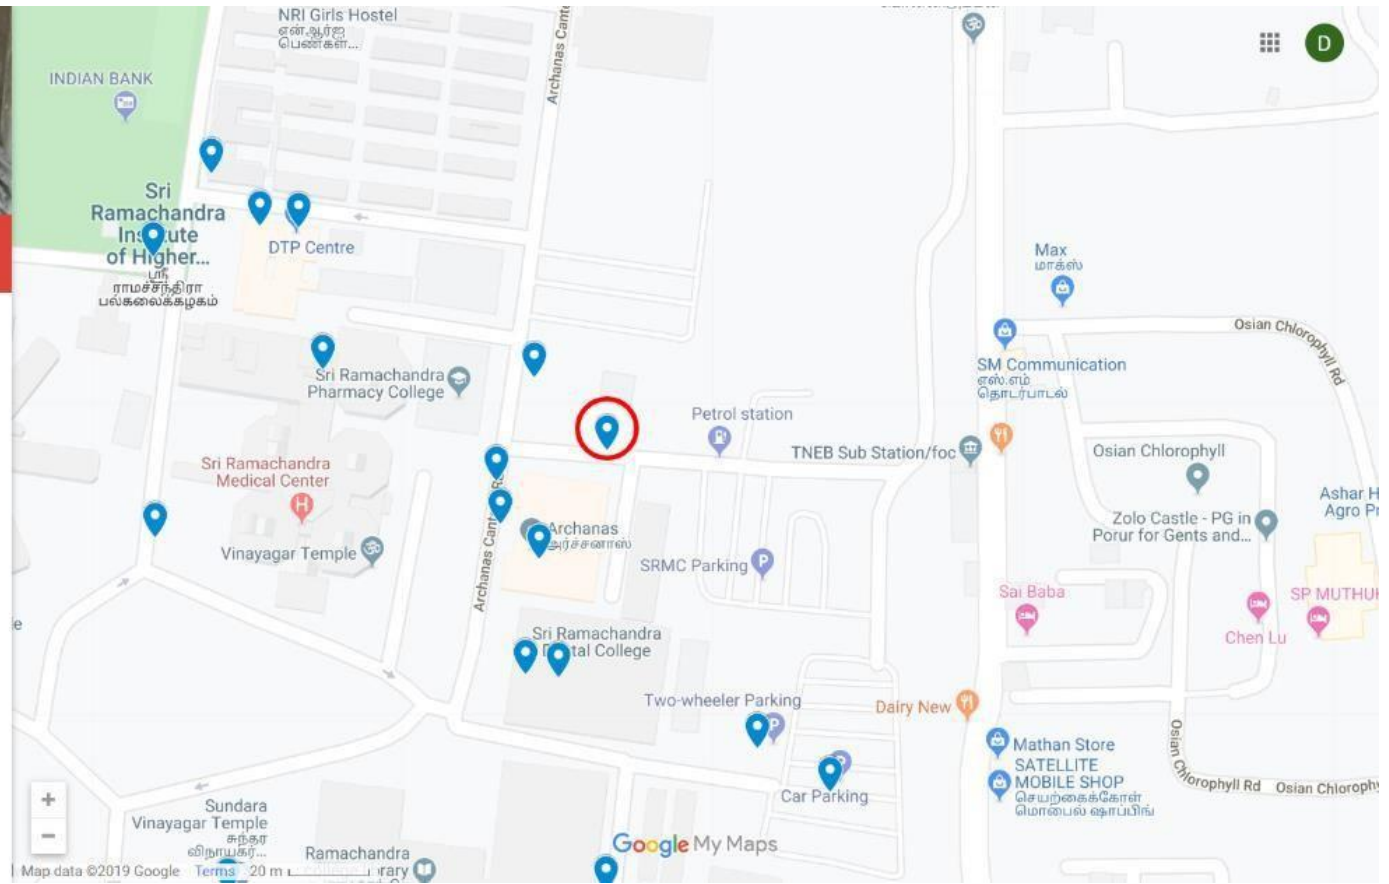 NRI Girls Hostel
என்.ஆர்.ஐ
பெண்கள்...
Archanas Cante
INDIAN BANK
D
Sri
Ramachandra
of Higher...
ஸ்ரீ
ராமச்சந்திரா
பல்கலைக்கழகம்
DTP Centre
Max
மாக்ஸ்
Osian Chlorophyll Rd
SM Communication
எஸ்.எம்
தொடர்பாடல்
Sri Ramachandra
Pharmacy College
Petrol station
TNEB Sub Station/foc
Osian Chlorophyll
Sri Ramachandra
Medical Center
H
Ashar H
Agro Pr
Zolo Castle - PG in
Porur for Gents and...
Archanas
அர்ச்சனாஸ்
Archanas Cant
Vinayagar Temple
SRMC Parking
P
Sai Baba
SP MUTHUK
Chen Lu
Sri Ramachandra
tal College
Two-wheeler Parking
P
Dairy New
Mathan Store
SATELLITE
MOBILE SHOP
செயற்கைக்கோள்
மொபைல் ஷாப்பிங்
Car Parking
Osian Chlorophyll Rd
Osian Chlorophy
+
−
Sundara
Vinayagar Temple
சுந்தர
விநாயகர்...
Ramachandra
Google My Maps
Map data ©2019 Google
Terms
20 m